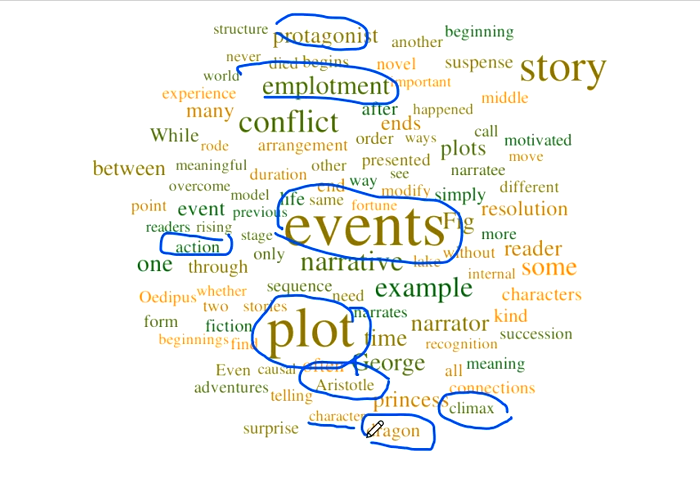 structure protagonist another beginning
never died begins novel suspense story
world emplotment important
experience middle
many after happened
conflict ends call
While rode arrangement order ways plots motivated
between meaningful other presented see narratee move
duration end way
overcome model life same modify simply different
point event previous fortune events Fig resolution
readers rising stage more
action only without reader
one through narrative internal some
sequence need example characters
Oedipus whether two stories narrates kind
form fiction plot time narrator succession
beginnings find recognition
Even causal often George all meaning
adventures Aristotle connections
telling princess climax
character
surprise dragon